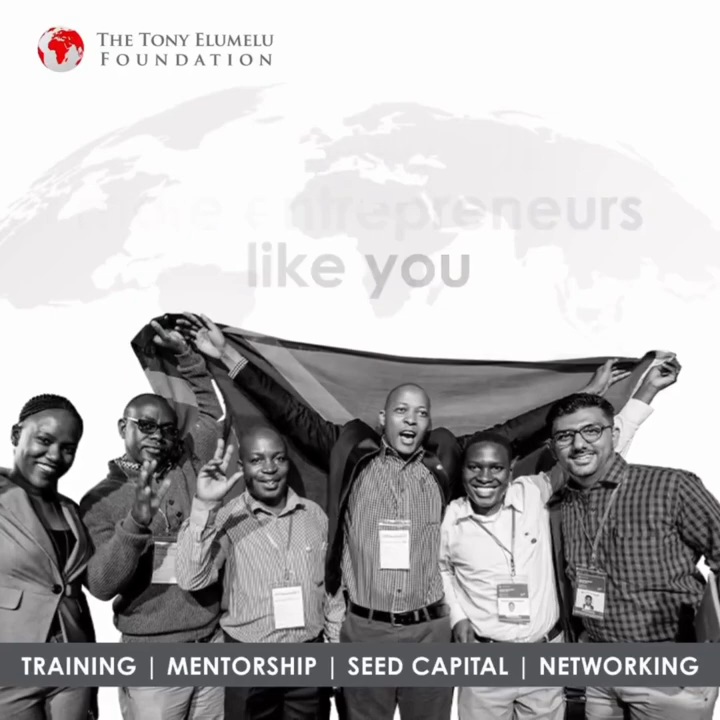 THE TONY ELUMELU
FOUNDATION
entrepreneurs
like you
TRAINING | MENTORSHIP | SEED CAPITAL | NETWORKING